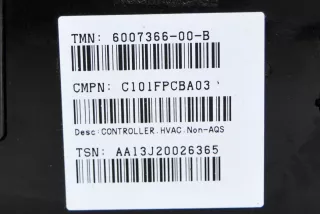 TMN: 6007366-00-B
CMPN: C101FPCBA03
Desc:CONTROLLER.HVAC.Non-AQS
TSN: AA13J20026365